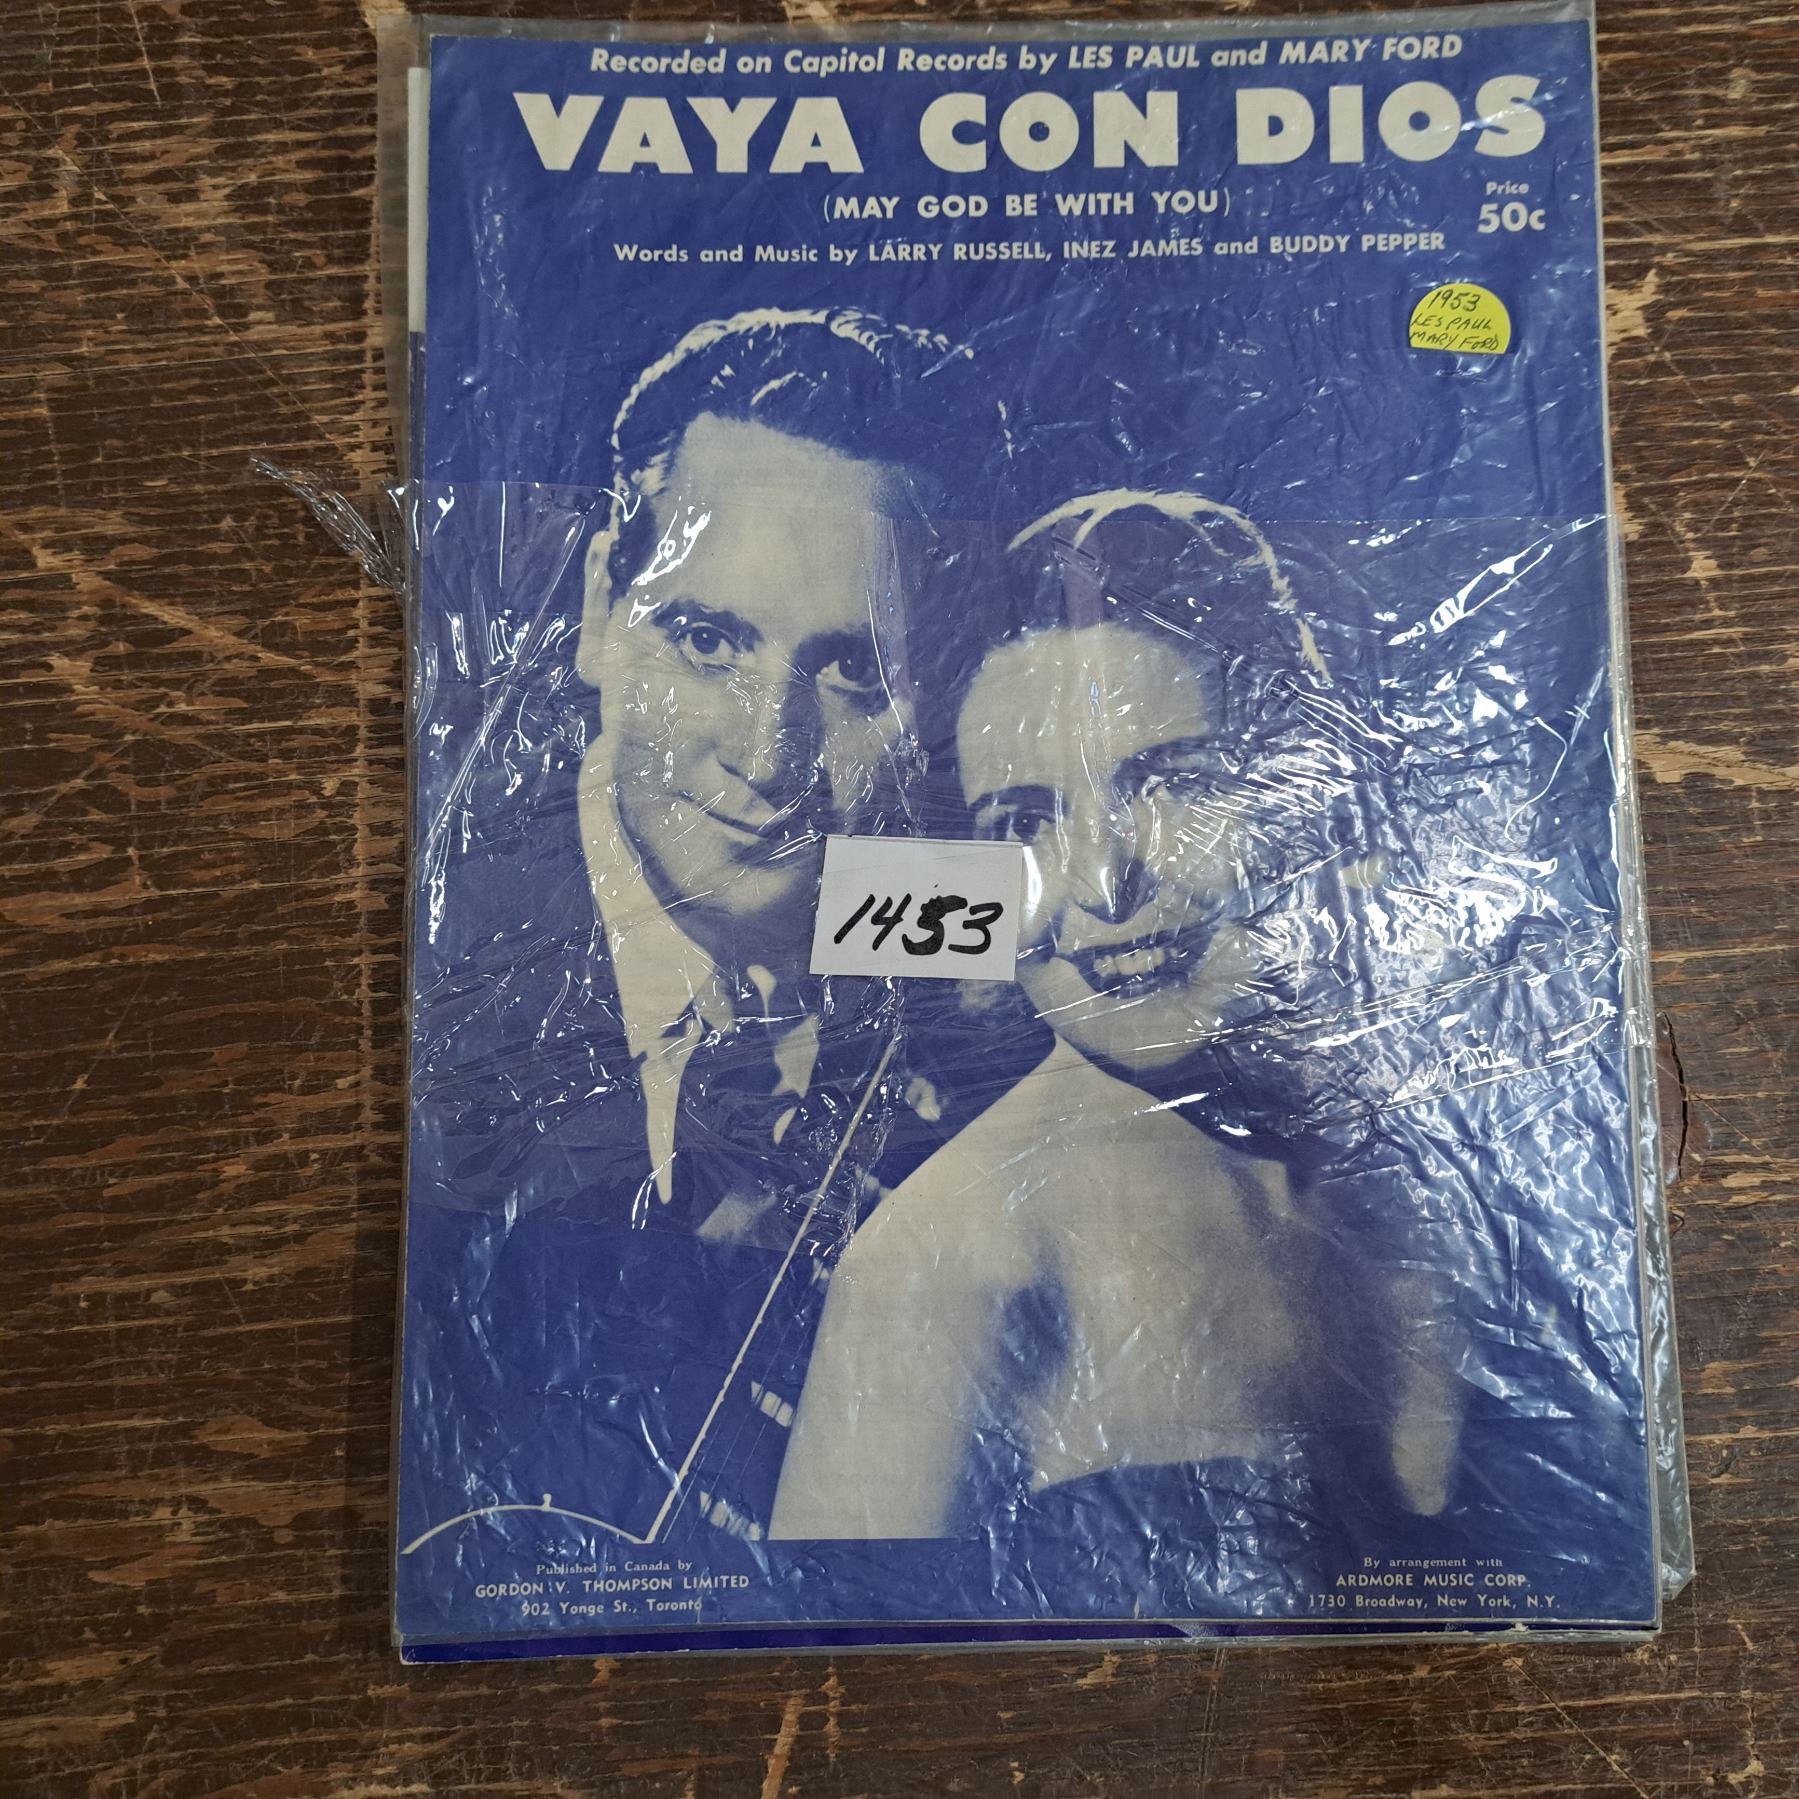 Recorded on Capitol Records by LES PAUL and MARY FORD
VAYA CON DIOS
(MAY GOD BE WITH YOU)
Price
50c
Words and Music by LARRY RUSSELL, INEZ JAMES and BUDDY PEPPER
1953
LES PAUL
MARY FORD
1453
Published in Canada by
GORDON V. THOMPSON LIMITED
902 Yonge St., Toronto
By arrangement with
ARDMORE MUSIC CORP.
1730 Broadway, New York, N.Y.